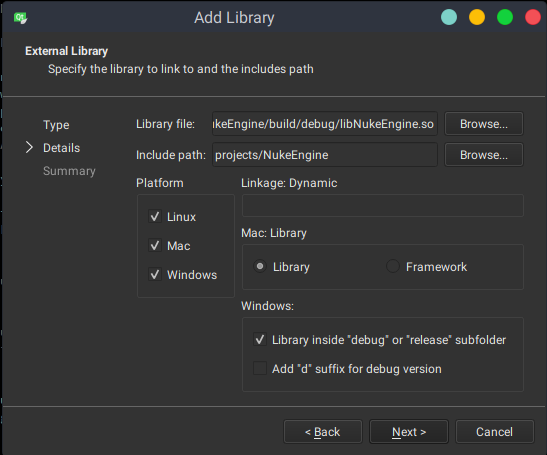 Add Library
External Library
Specify the library to link to and the includes path
Type
Details
Summary
Library file: ukeEngine/build/debug/libNukeEngine.so Browse...
Include path: projects/NukeEngine Browse...
Platform
Linux
Mac
Windows
Linkage: Dynamic
Mac: Library
Library Framework
Windows:
Library inside "debug" or "release" subfolder
Add "d" suffix for debug version
< Back Next > Cancel